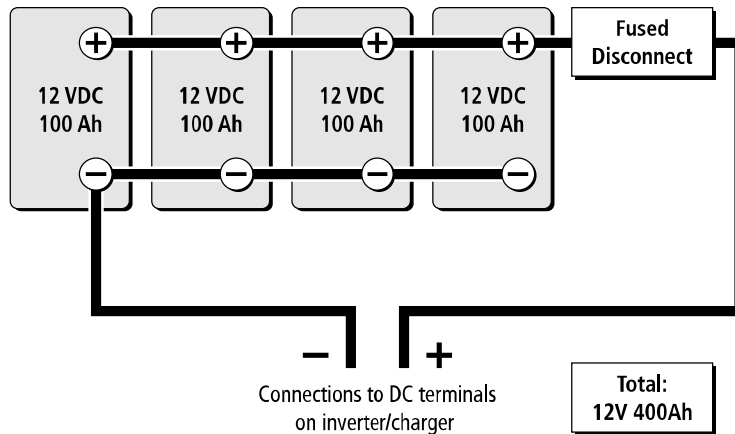 + + + + Fused
Disconnect
12 VDC 12 VDC 12 VDC 12 VDC
100 Ah 100 Ah 100 Ah 100 Ah
− − − −
− +
Connections to DC terminals
on inverter/charger
Total:
12V 400Ah